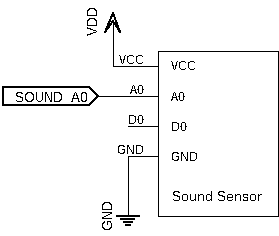 VDD
VCC VCC
SOUND_A0 A0 A0
D0 D0
GND GND
Sound Sensor
GND